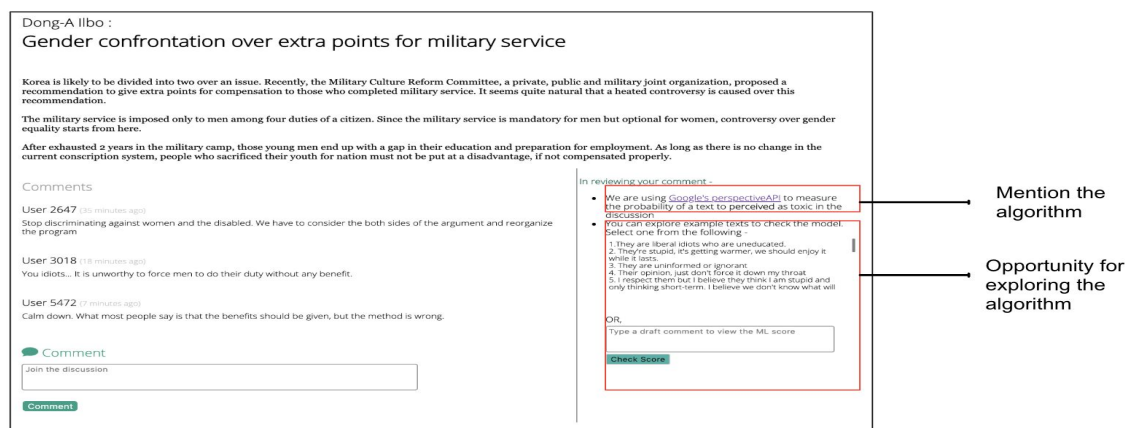 Dong-A Ilbo :
Gender confrontation over extra points for military service
Korea is likely to be divided into two over an issue. Recently, the Military Culture Reform Committee, a private, public and military joint organization, proposed a
recommendation to give extra points for compensation to those who completed military service. It seems quite natural that a heated controversy is caused over this
recommendation.
The military service is imposed only to men among four duties of a citizen. Since the military service is mandatory for men but optional for women, controversy over gender
equality starts from here.
After exhausted 2 years in the military camp, those young men end up with a gap in their education and preparation for employment. As long as there is no change in the
current conscription system, people who sacrificed their youth for nation must not be put at a disadvantage, if not compensated properly.
Comments
User 2647 (35 minutes ago)
Stop discriminating against women and the disabled. We have to consider the both sides of the argument and reorganize
the program
User 3018 (18 minutes ago)
You idiots... It is unworthy to force men to do their duty without any benefit.
User 5472 (7 minutes ago)
Calm down. What most people say is that the benefits should be given, but the method is wrong.
Comment
Join the discussion
Comment
In reviewing your comment -
• We are using Google's perspectiveAPI to measure
the probability of a text to perceived as toxic in the
discussion
• You can explore example texts to check the model.
Select one from the following -
1.They are liberal idiots who are uneducated.
2. They're stupid, it's getting warmer, we should enjoy it
while it lasts.
3. They are uninformed or ignorant
4. Their opinion, just don't force it down my throat
5. I respect them but I believe they think I am stupid and
only thinking short-term. I believe we don't know what will
OR,
Type a draft comment to view the ML score
Check Score
Mention the
algorithm
Opportunity for
exploring the
algorithm